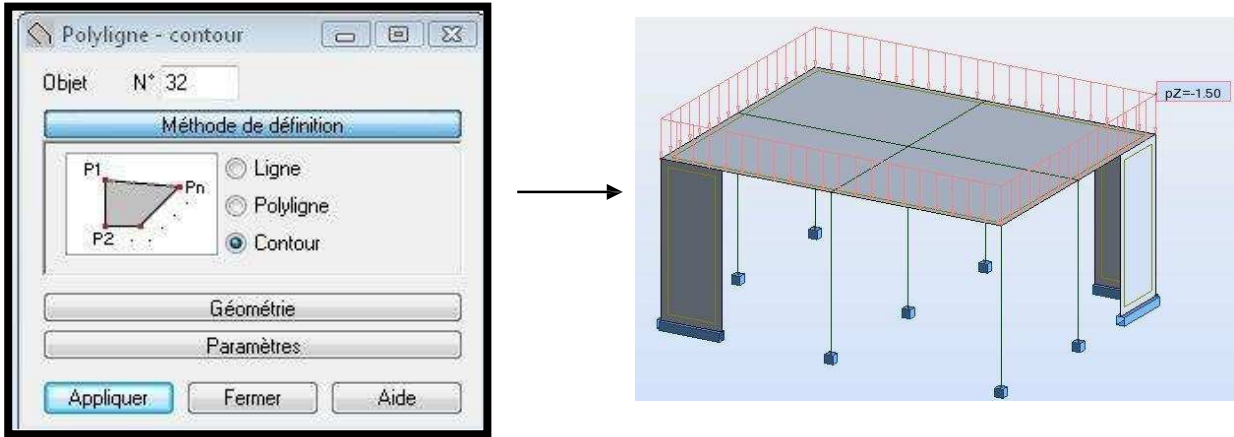 Polyligne - contour
Objet N° 32
Méthode de définition
P1
Pn
P2
Ligne
Polyligne
Contour
Géométrie
Paramètres
Appliquer Fermer Aide
pZ=-1.50